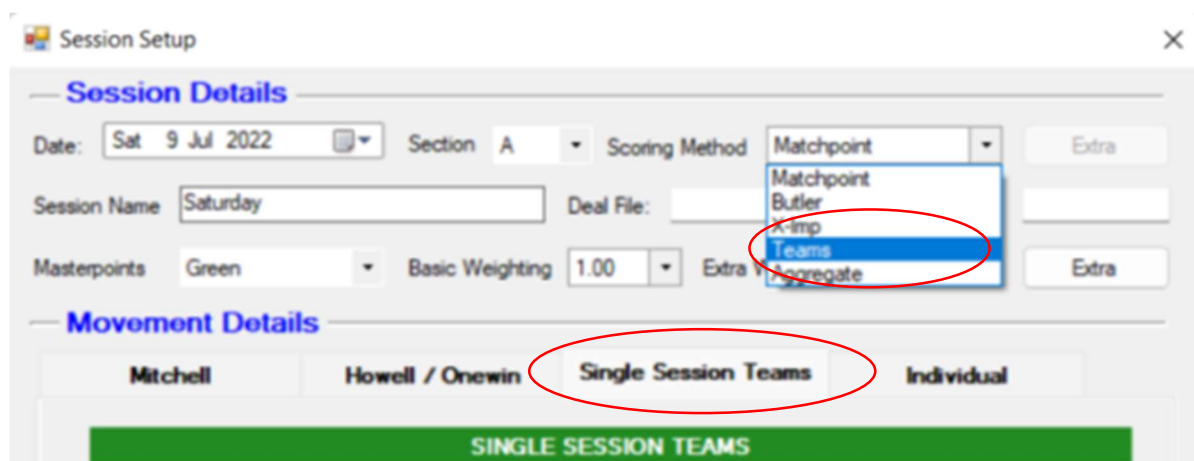 Session Setup
Session Details
Date: Sat 9 Jul 2022 Section A Scoring Method Matchpoint Extra
Matchpoint
Session Name Saturday Deal File: Butler
X-Imp
Teams
Masterpoints Green Basic Weighting 1.00 Extra Aggregate Extra
Movement Details
Mitchell Howell / Onewin Single Session Teams Individual
SINGLE SESSION TEAMS